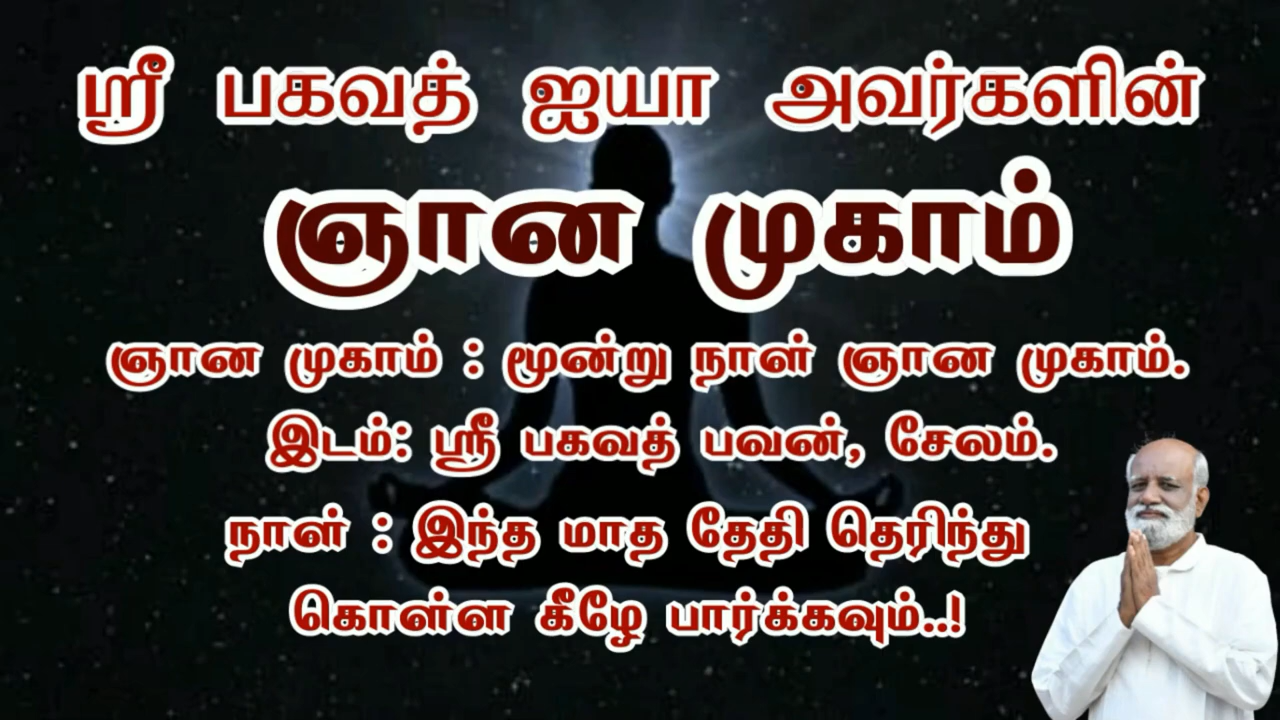 ஸ்ரீ பகவத் ஐயா அவர்களின்
ஞான முகாம்
ஞான முகாம் : மூன்று நாள் ஞான முகாம்.
இடம்: ஸ்ரீ பகவத் பவன், சேலம்.
நாள் : இந்த மாத தேதி தெரிந்து
கொள்ள கீழே பார்க்கவும்..!